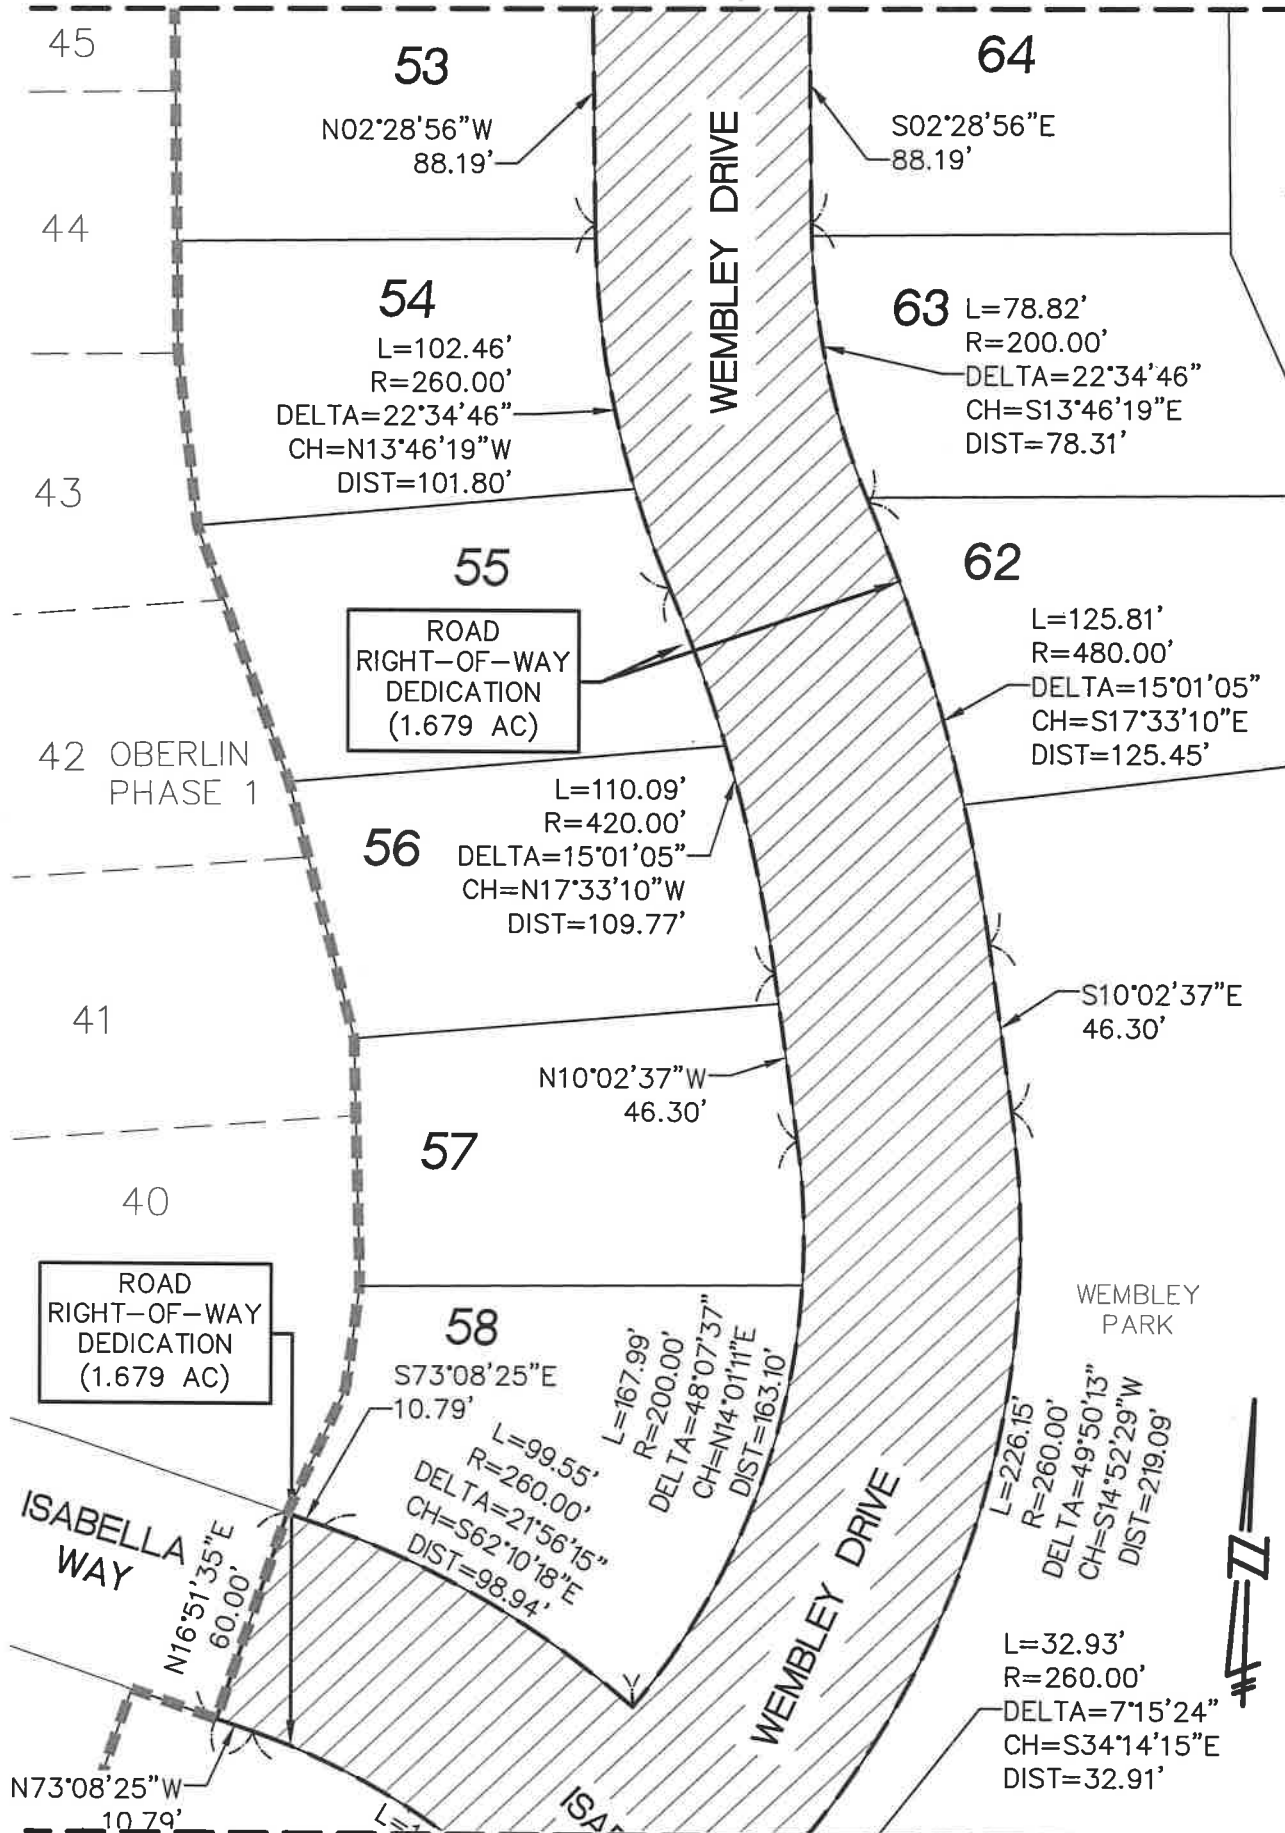 45
53
64
N02°28'56"W
88.19'
S02°28'56"E
88.19'
WEMBLEY DRIVE
44
54
L=102.46'
R=260.00'
DELTA=22°34'46"
CH=N13°46'19"W
DIST=101.80'
63
L=78.82'
R=200.00'
DELTA=22°34'46"
CH=S13°46'19"E
DIST=78.31'
43
55
62
ROAD
RIGHT-OF-WAY
DEDICATION
(1.679 AC)
L=125.81'
R=480.00'
DELTA=15°01'05"
CH=S17°33'10"E
DIST=125.45'
42 OBERLIN
PHASE 1
56
L=110.09'
R=420.00'
DELTA=15°01'05"
CH=N17°33'10"W
DIST=109.77'
41
S10°02'37"E
46.30'
N10°02'37"W
46.30'
57
40
ROAD
RIGHT-OF-WAY
DEDICATION
(1.679 AC)
58
S73°08'25"E
10.79'
L=167.99'
R=200.00'
DELTA=48°07'37"
CH=N14°01'11"E
DIST=163.10'
WEMBLEY
PARK
L=99.55'
R=260.00'
DELTA=21°56'15"
CH=S62°10'18"E
DIST=98.94'
L=226.15'
R=260.00'
DELTA=49°50'13"
CH=S14°52'29"W
DIST=219.09'
ISABELLA
WAY
N16°51'35"E
60.00'
WEMBLEY DRIVE
Z
L=32.93'
R=260.00'
DELTA=7°15'24"
CH=S34°14'15"E
DIST=32.91'
N73°08'25"W
10.79'
L=1
ISA